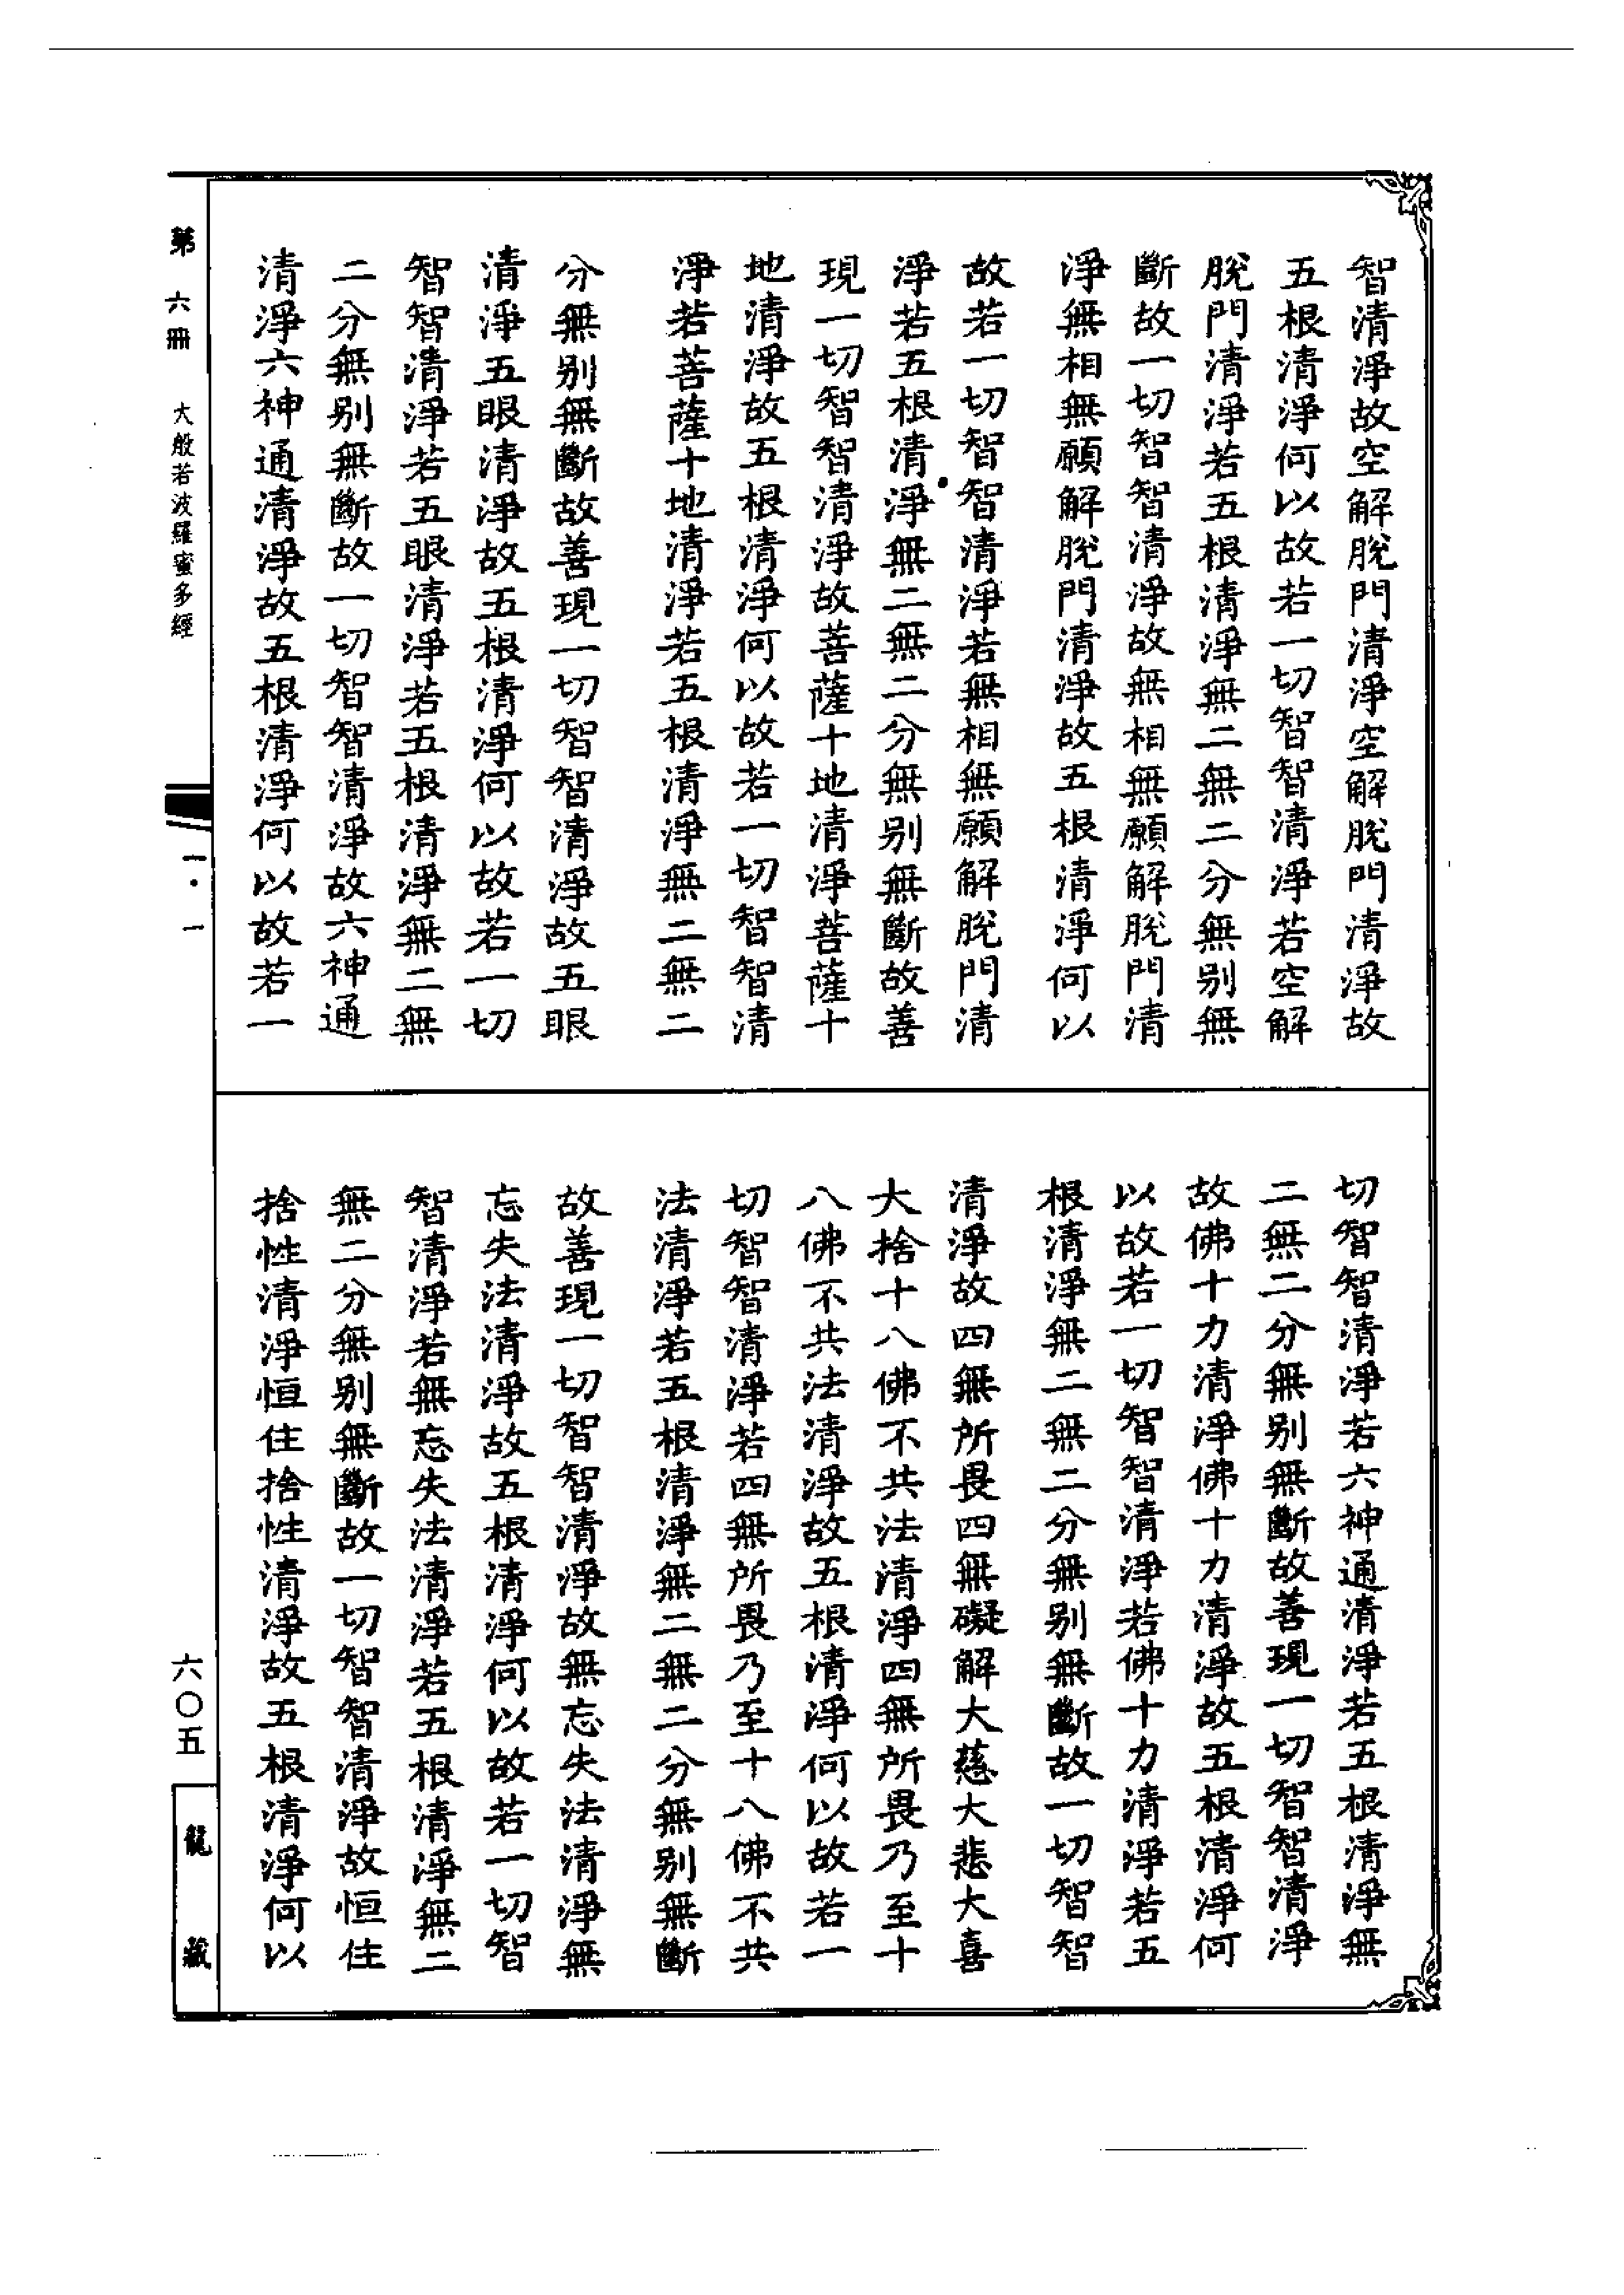 智清淨故空解脫門清淨空解脫門清淨故
五根清淨何以故若一切智智清淨若空解
脫門清淨若五根清淨無二無二分無別無
斷故一切智智清淨故無相無願解脫門清
淨無相無願解脫門清淨故五根清淨何以
故若一切智智清淨若無相無願解脫門清
淨若五根清淨無二無二分無別無斷故善
現一切智智清淨故菩薩十地清淨菩薩十
地清淨故五根清淨何以故若一切智智清
淨若菩薩十地清淨若五根清淨無二無二
分無別無斷故善現一切智智清淨故五眼
清淨五眼清淨故五根清淨何以故若一切
智智清淨若五眼清淨若五根清淨無二無
二分無別無斷故一切智智清淨故六神通
清淨六神通清淨故五根清淨何以故若一
切智智清淨若六神通清淨若五根清淨無
二無二分無別無斷故善現一切智智清淨
故佛十力清淨佛十力清淨故五根清淨何
以故若一切智智清淨若佛十力清淨若五
根清淨無二無二分無別無斷故一切智智
清淨故四無所畏四無礙解大慈大悲大喜
大捨十八佛不共法清淨四無所畏乃至十
八佛不共法清淨故五根清淨何以故若一
切智智清淨若四無所畏乃至十八佛不共
法清淨若五根清淨無二無二分無別無斷
故善現一切智智清淨故無忘失法清淨無
忘失法清淨故五根清淨何以故若一切智
智清淨若無忘失法清淨若五根清淨無二
無二分無別無斷故一切智智清淨故恒住
捨性清淨恒住捨性清淨故五根清淨何以
第六冊 大般若波羅蜜多經
一·一
六〇五
龍藏